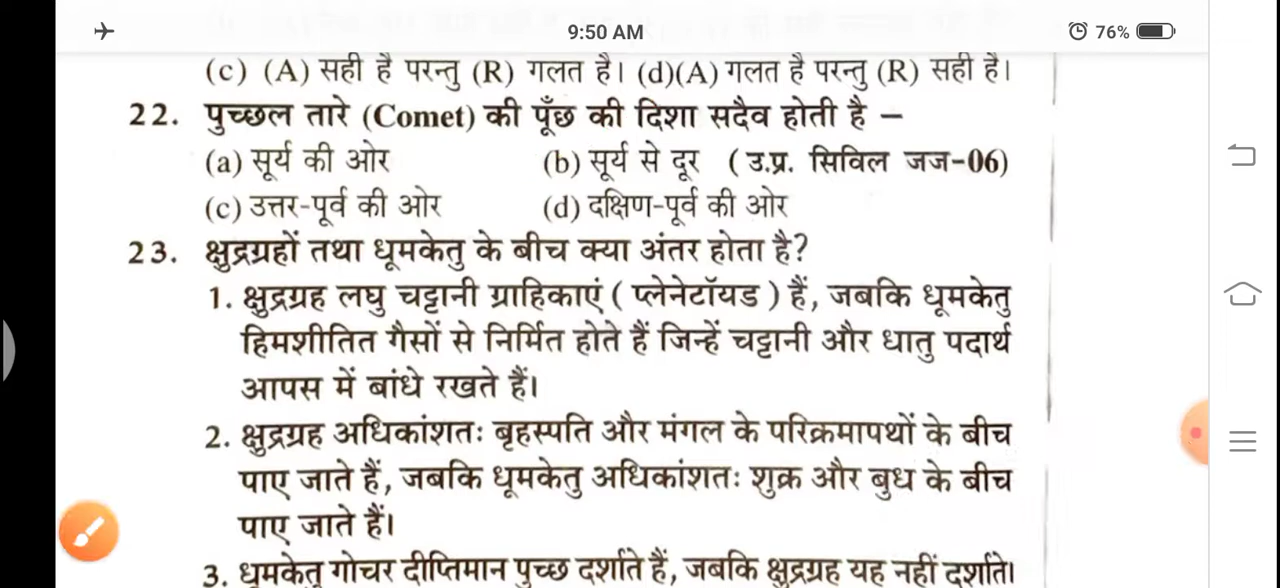 9:50 AM
76%
(c) (A) सही है परन्तु (R) गलत है। (d)(A) गलत है परन्तु (R) सही है।
22. पुच्छल तारे (Comet) की पूँछ की दिशा सदैव होती है –
(a) सूर्य की ओर (b) सूर्य से दूर ( उ.प्र. सिविल जज-06)
(c) उत्तर-पूर्व की ओर (d) दक्षिण-पूर्व की ओर
23. क्षुद्रग्रहों तथा धूमकेतु के बीच क्या अंतर होता है?
1. क्षुद्रग्रह लघु चट्टानी ग्राहिकाएं ( प्लेनेटॉयड ) हैं, जबकि धूमकेतु
हिमशीतित गैसों से निर्मित होते हैं जिन्हें चट्टानी और धातु पदार्थ
आपस में बांधे रखते हैं।
2. क्षुद्रग्रह अधिकांशतः बृहस्पति और मंगल के परिक्रमापथों के बीच
पाए जाते हैं, जबकि धूमकेतु अधिकांशतः शुक्र और बुध के बीच
पाए जाते हैं।
3. धूमकेतु गोचर दीप्तिमान पुच्छ दर्शाते हैं, जबकि क्षुद्रग्रह यह नहीं दर्शाते।